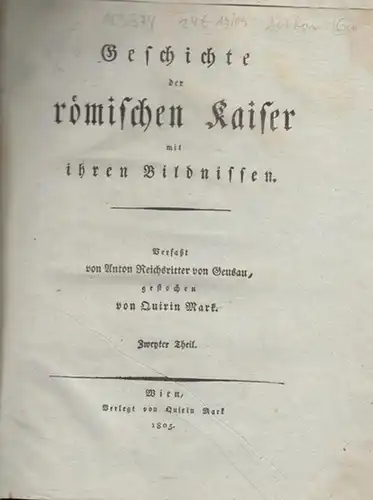 Geschichte
der
römischen Kaiser
mit
ihren Bildnissen.
Verfaßt
von Anton Reichsritter von Geusau,
gestochen
von Quirin Mark.
Zweyter Theil.
Wien,
Verlegt von Quirin Mark
1805.